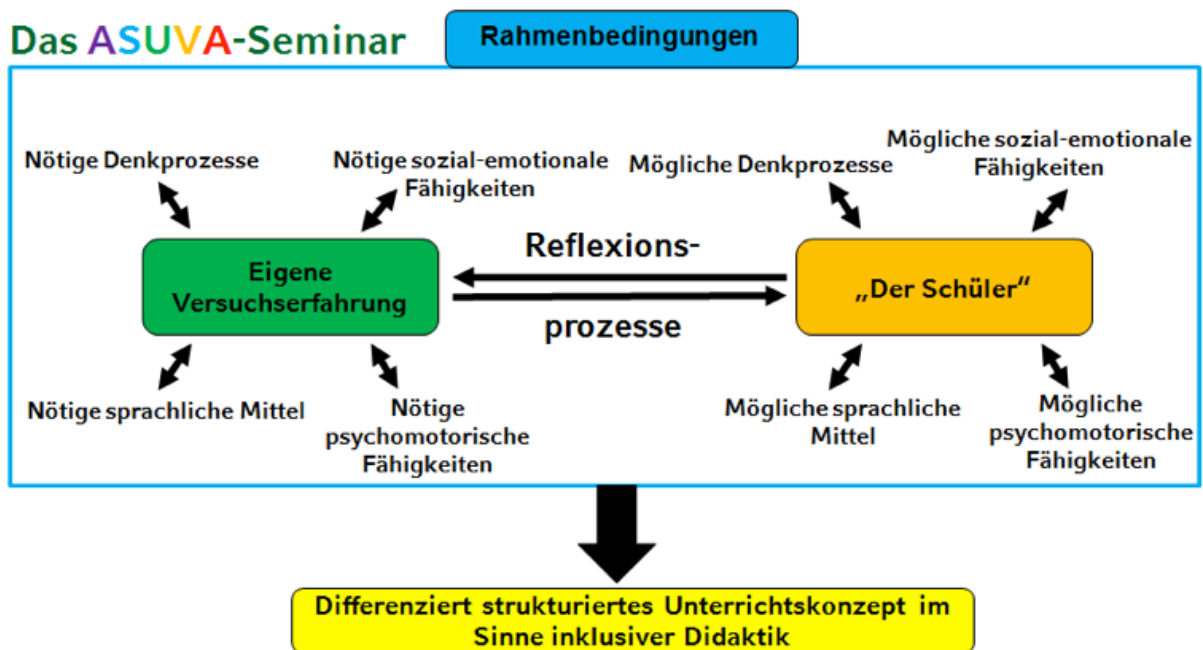 Das ASUVA-Seminar
Rahmenbedingungen
Nötige Denkprozesse
Nötige sozial-emotionale
Fähigkeiten
Mögliche Denkprozesse
Mögliche sozial-emotionale
Fähigkeiten
Eigene
Versuchserfahrung
Reflexions-
prozesse
„Der Schüler“
Nötige sprachliche Mittel
Nötige
psychomotorische
Fähigkeiten
Mögliche sprachliche
Mittel
Mögliche
psychomotorische
Fähigkeiten
Differenziert strukturiertes Unterrichtskonzept im
Sinne inklusiver Didaktik